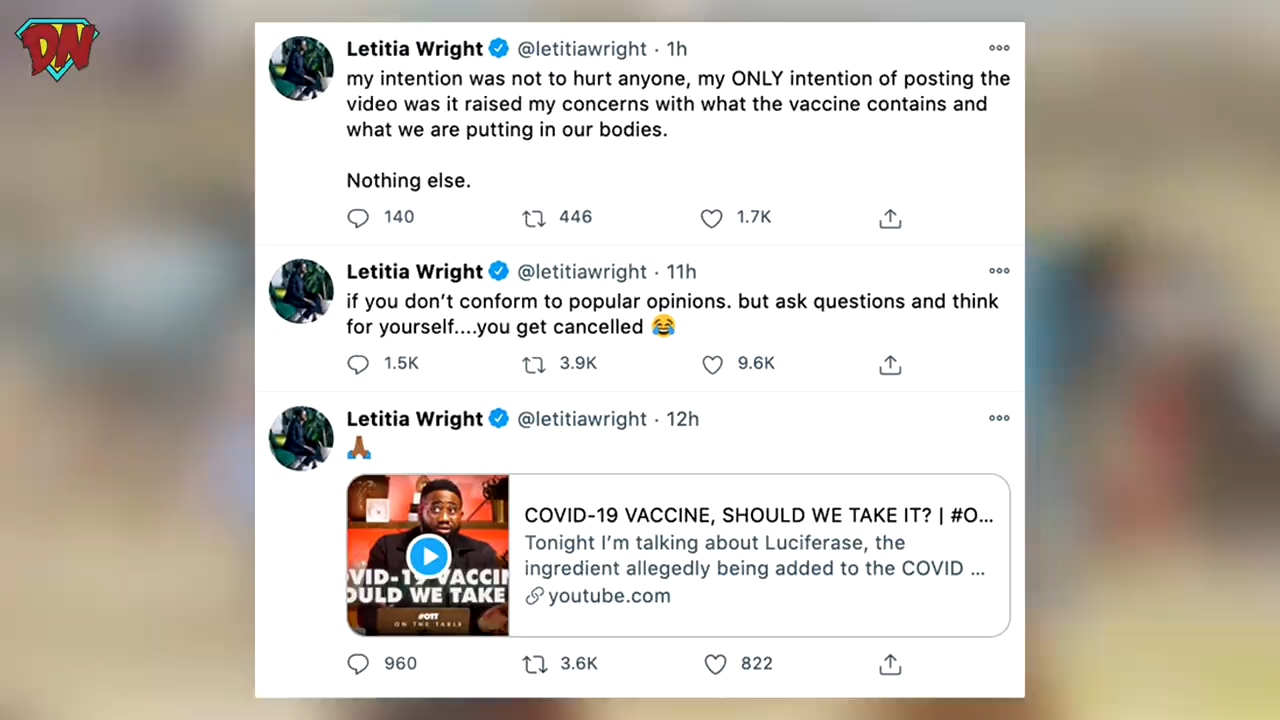 DN
Letitia Wright @letitiawright · 1h
my intention was not to hurt anyone, my ONLY intention of posting the
video was it raised my concerns with what the vaccine contains and
what we are putting in our bodies.
Nothing else.
140 446 1.7K
Letitia Wright @letitiawright · 11h
if you don’t conform to popular opinions. but ask questions and think
for yourself....you get cancelled 😂
1.5K 3.9K 9.6K
Letitia Wright @letitiawright · 12h
🙏🏾
COVID-19 VACCINE, SHOULD WE TAKE IT? | #O...
Tonight I’m talking about Luciferase, the
ingredient allegedly being added to the COVID ...
youtube.com
OVID-19 VACCIN
OULD WE TAKE
#OTT
ON THE TABLE
960 3.6K 822